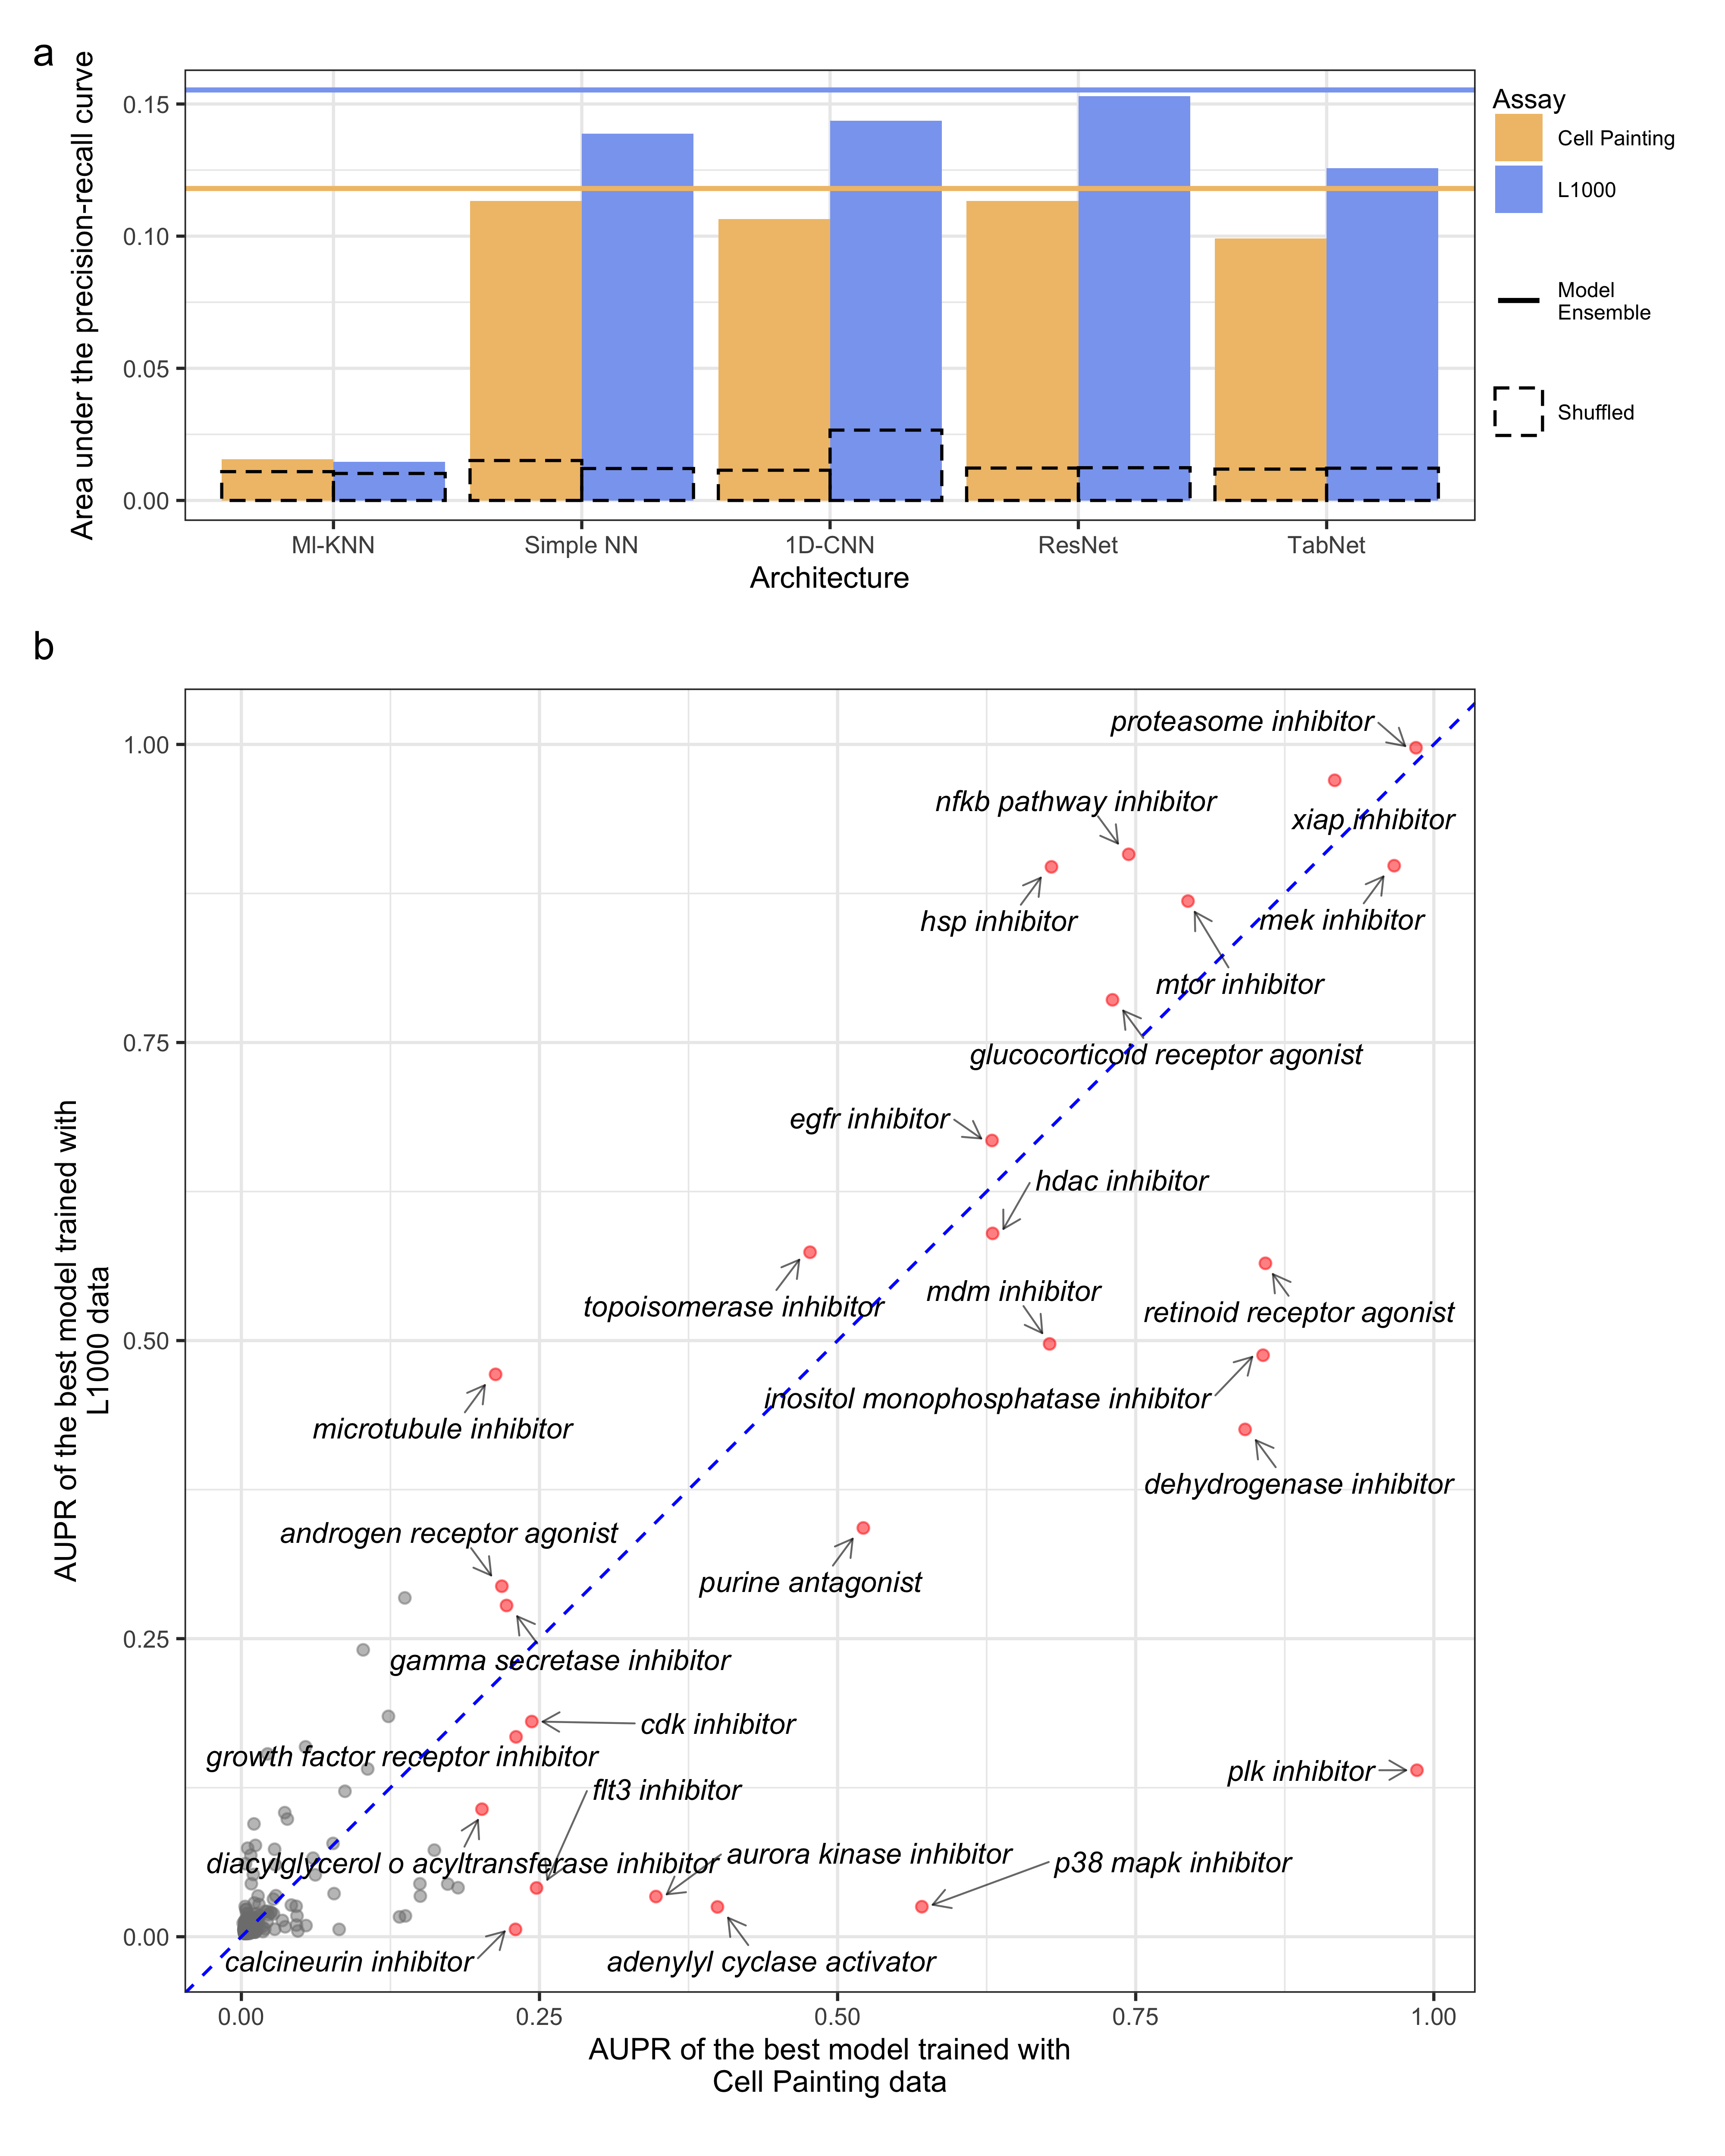 a
Area under the precision-recall curve
0.15
0.10
0.05
0.00
Ml-KNN
Simple NN
1D-CNN
ResNet
TabNet
Architecture
Assay
Cell Painting
L1000
Model
Ensemble
Shuffled
b
AUPR of the best model trained with
L1000 data
1.00
0.75
0.50
0.25
0.00
proteasome inhibitor
nfkb pathway inhibitor
xiap inhibitor
hsp inhibitor
mek inhibitor
mtor inhibitor
glucocorticoid receptor agonist
egfr inhibitor
hdac inhibitor
topoisomerase inhibitor
mdm inhibitor
retinoid receptor agonist
inositol monophosphatase inhibitor
microtubule inhibitor
dehydrogenase inhibitor
androgen receptor agonist
purine antagonist
gamma secretase inhibitor
cdk inhibitor
growth factor receptor inhibitor
plk inhibitor
flt3 inhibitor
diacylglycerol o acyltransferase inhibitor
aurora kinase inhibitor
p38 mapk inhibitor
calcineurin inhibitor
adenylyl cyclase activator
0.00
0.25
0.50
0.75
1.00
AUPR of the best model trained with
Cell Painting data